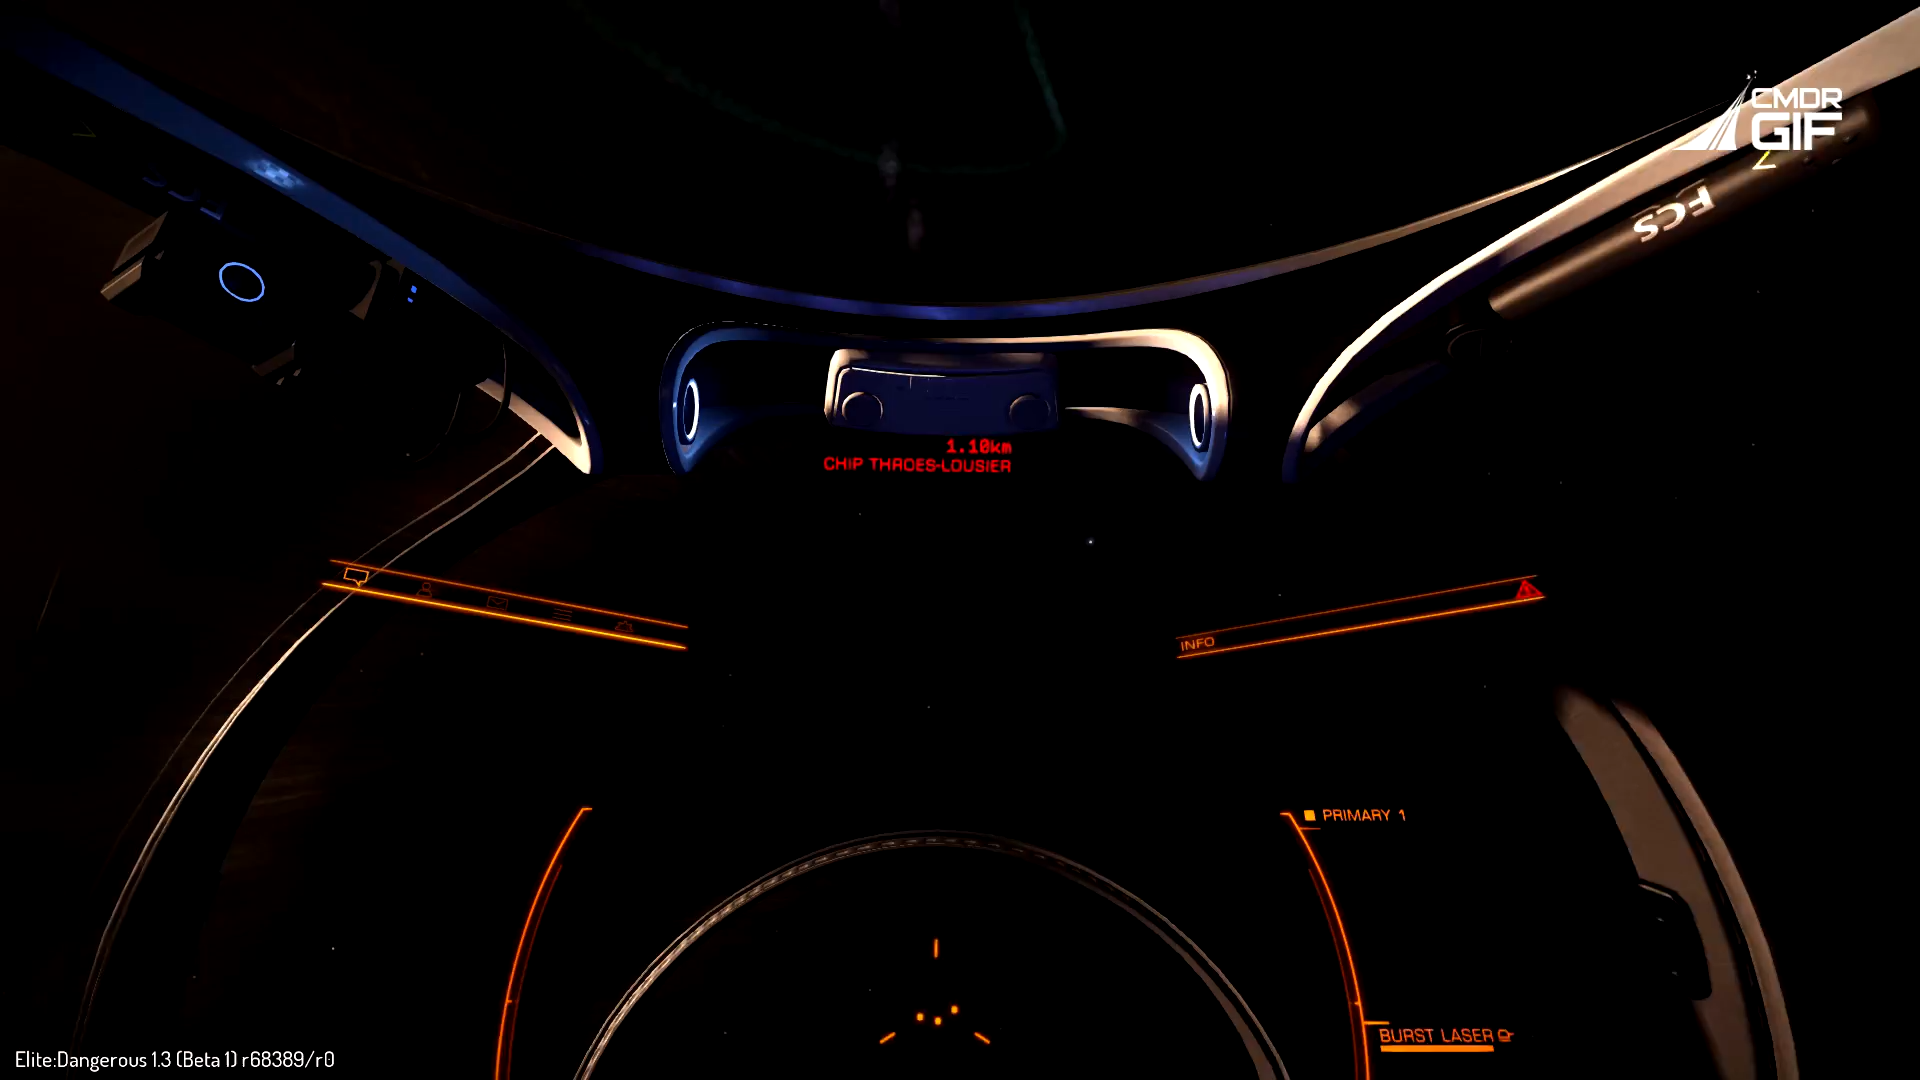 CMDR
GIF
FCS
1.10km
CHIP THROES-LOUSIER
INFO
PRIMARY 1
BURST LASER
Elite:Dangerous 1.3 (Beta 1) r68389/r0